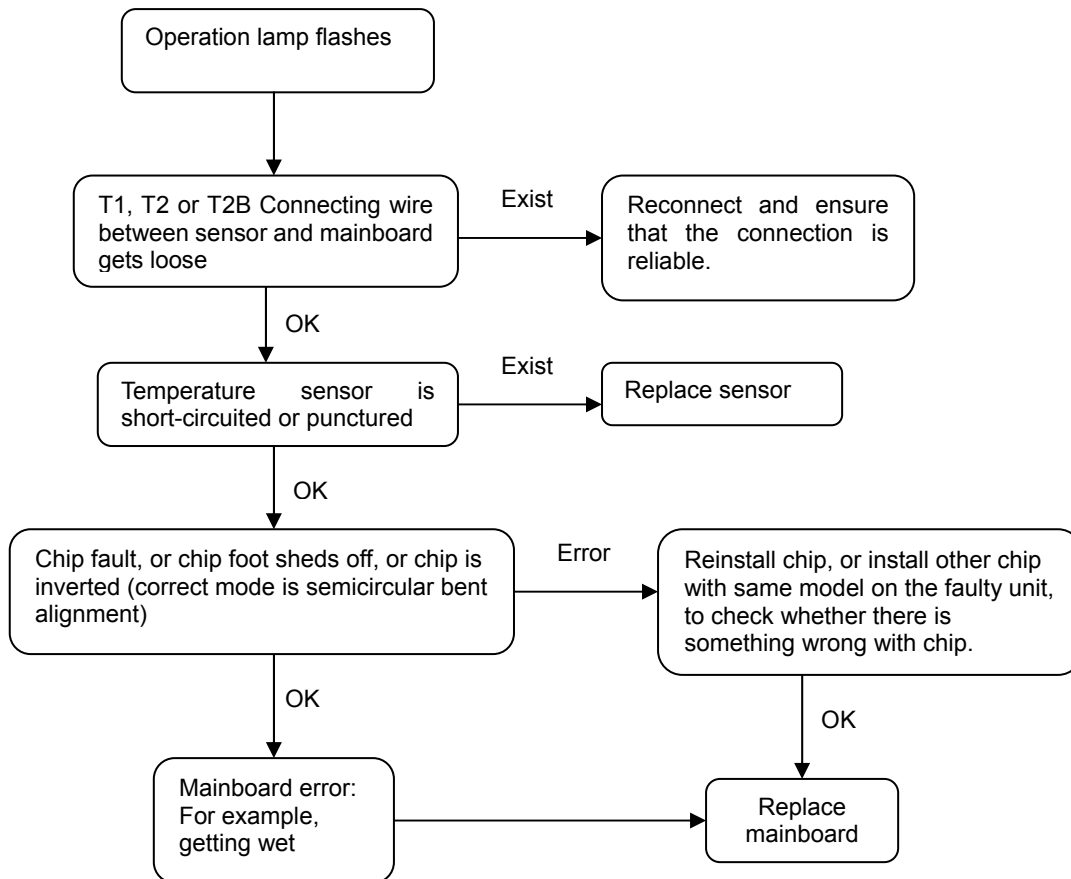 Operation lamp flashes
T1, T2 or T2B Connecting wire
between sensor and mainboard
gets loose
Exist
Reconnect and ensure
that the connection is
reliable.
OK
Temperature sensor is
short-circuited or punctured
Exist
Replace sensor
OK
Chip fault, or chip foot sheds off, or chip is
inverted (correct mode is semicircular bent
alignment)
Error
Reinstall chip, or install other chip
with same model on the faulty unit,
to check whether there is
something wrong with chip.
OK
OK
Mainboard error:
For example,
getting wet
Replace
mainboard